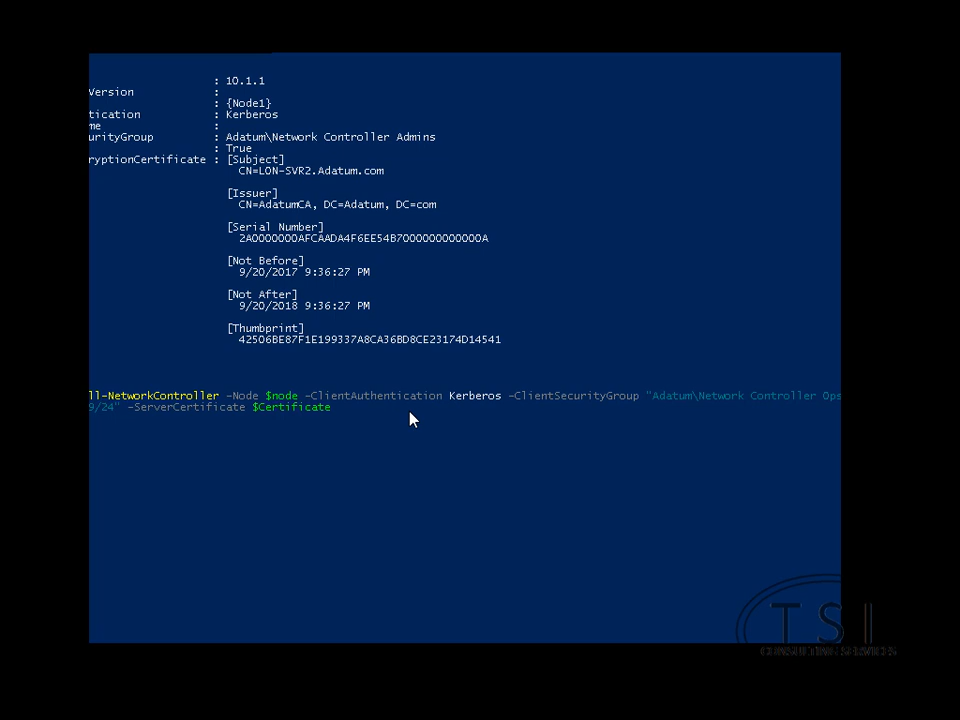 : 10.1.1
Version :
: {Node1}
tication : Kerberos
me :
urityGroup : Adatum\Network Controller Admins
: True
ryptionCertificate : [Subject]
CN=LON-SVR2.Adatum.com
[Issuer]
CN=AdatumCA, DC=Adatum, DC=com
[Serial Number]
2A0000000AFCAADA4F6EE54B7000000000000A
[Not Before]
9/20/2017 9:36:27 PM
[Not After]
9/20/2018 9:36:27 PM
[Thumbprint]
42506BE87F1E199337A8CA36BD8CE23174D14541
ll-NetworkController -Node $node -ClientAuthentication Kerberos -ClientSecurityGroup "Adatum\Network Controller Ops
9/24" -ServerCertificate $Certificate
TSI
CONSULTING SERVICES